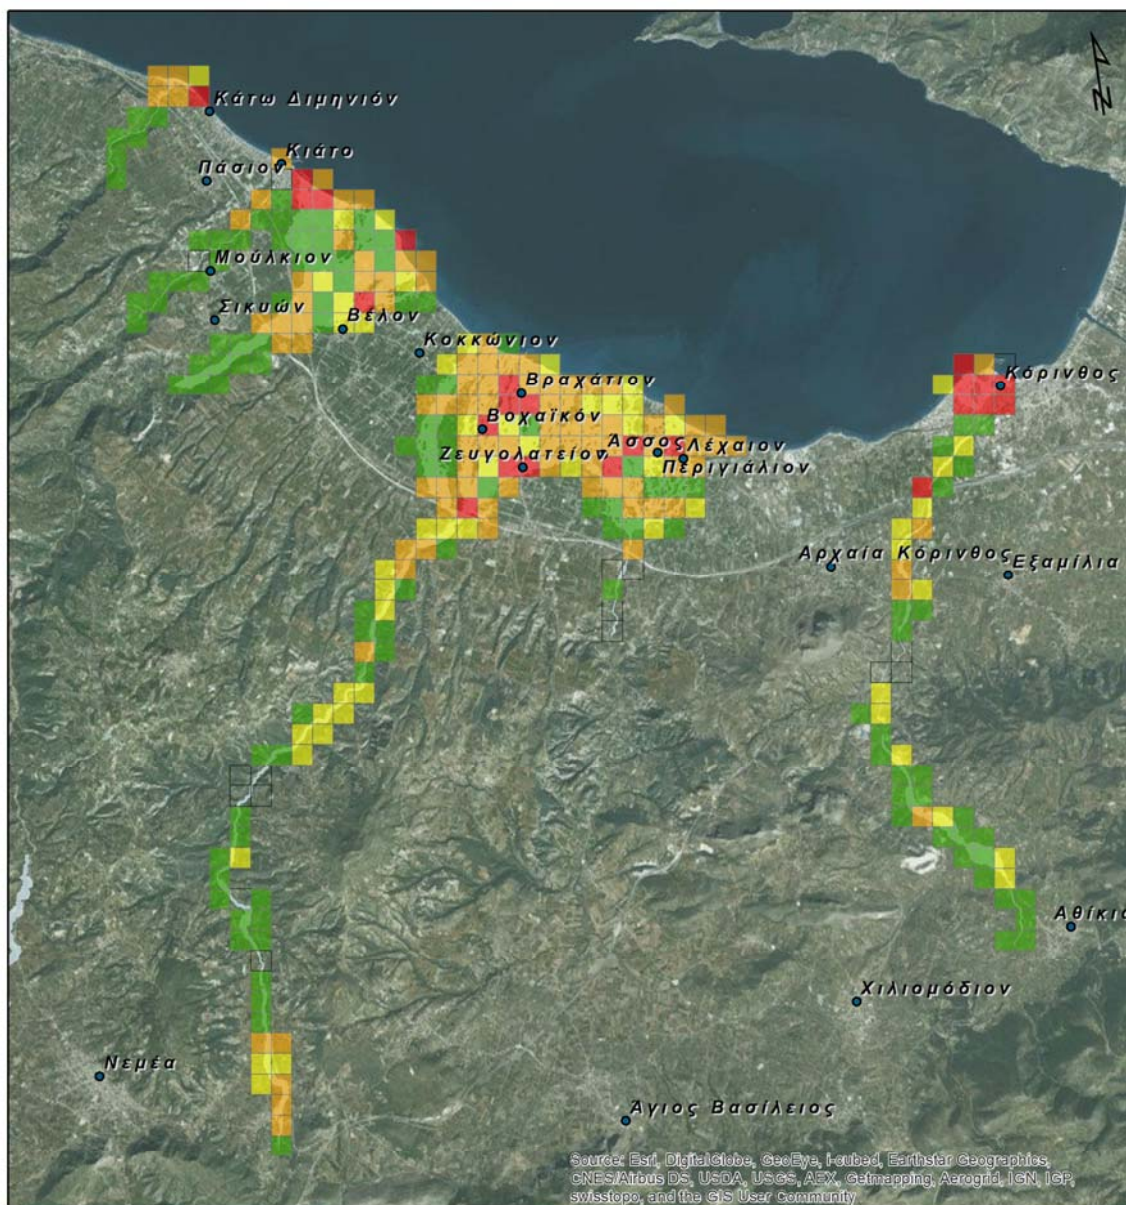 Κάτω Διμηνιόν
Κιάτο
Πάσιον
Μούλκιον
Σικυών
Βέλον
Κοκκώνιον
Βραχάτιον
Κόρινθος
Βοχαϊκόν
Άσσος
Λέχαιον
Ζευγολατείον
Περιγιάλιον
Αρχαία Κόρινθος
Εξαμίλια
Αθίκια
Χιλιομόδιον
Νεμέα
Άγιος Βασίλειος
N
Source: Esri, DigitalGlobe, GeoEye, i-cubed, Earthstar Geographics,
CNES/Airbus DS, USDA, USGS, AEX, Getmapping, Aerogrid, IGN, IGP,
swisstopo, and the GIS User Community